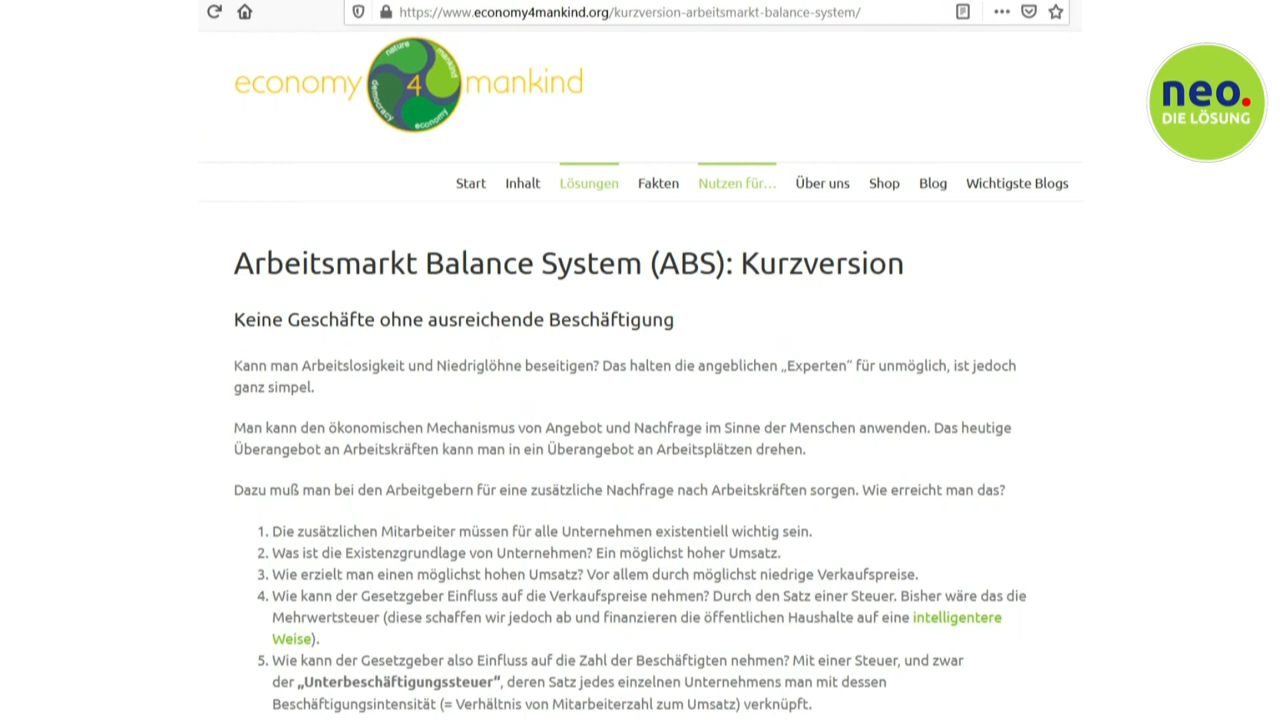 https://www.economy4mankind.org/kurzversion-arbeitsmarkt-balance-system/
economy 4 mankind
nature
mankind
democracy
economy
neo.
DIE LÖSUNG
Start Inhalt Lösungen Fakten Nutzen für... Über uns Shop Blog Wichtigste Blogs
Arbeitsmarkt Balance System (ABS): Kurzversion
Keine Geschäfte ohne ausreichende Beschäftigung
Kann man Arbeitslosigkeit und Niedriglöhne beseitigen? Das halten die angeblichen „Experten“ für unmöglich, ist jedoch
ganz simpel.
Man kann den ökonomischen Mechanismus von Angebot und Nachfrage im Sinne der Menschen anwenden. Das heutige
Überangebot an Arbeitskräften kann man in ein Überangebot an Arbeitsplätzen drehen.
Dazu muß man bei den Arbeitgebern für eine zusätzliche Nachfrage nach Arbeitskräften sorgen. Wie erreicht man das?
1. Die zusätzlichen Mitarbeiter müssen für alle Unternehmen existentiell wichtig sein.
2. Was ist die Existenzgrundlage von Unternehmen? Ein möglichst hoher Umsatz.
3. Wie erzielt man einen möglichst hohen Umsatz? Vor allem durch möglichst niedrige Verkaufspreise.
4. Wie kann der Gesetzgeber Einfluss auf die Verkaufspreise nehmen? Durch den Satz einer Steuer. Bisher wäre das die
Mehrwertsteuer (diese schaffen wir jedoch ab und finanzieren die öffentlichen Haushalte auf eine intelligentere
Weise).
5. Wie kann der Gesetzgeber also Einfluss auf die Zahl der Beschäftigten nehmen? Mit einer Steuer, und zwar
der „Unterbeschäftigungssteuer“, deren Satz jedes einzelnen Unternehmens man mit dessen
Beschäftigungsintensität (= Verhältnis von Mitarbeiterzahl zum Umsatz) verknüpft.